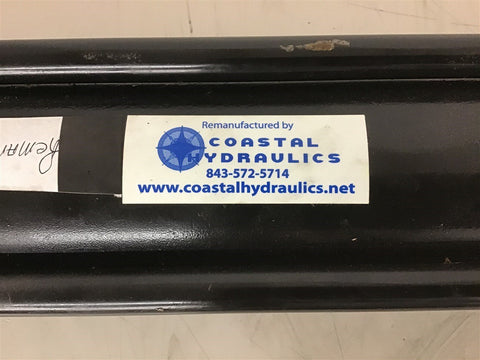 Remanufactured by
COASTAL
HYDRAULICS
843-572-5714
www.coastalhydraulics.net